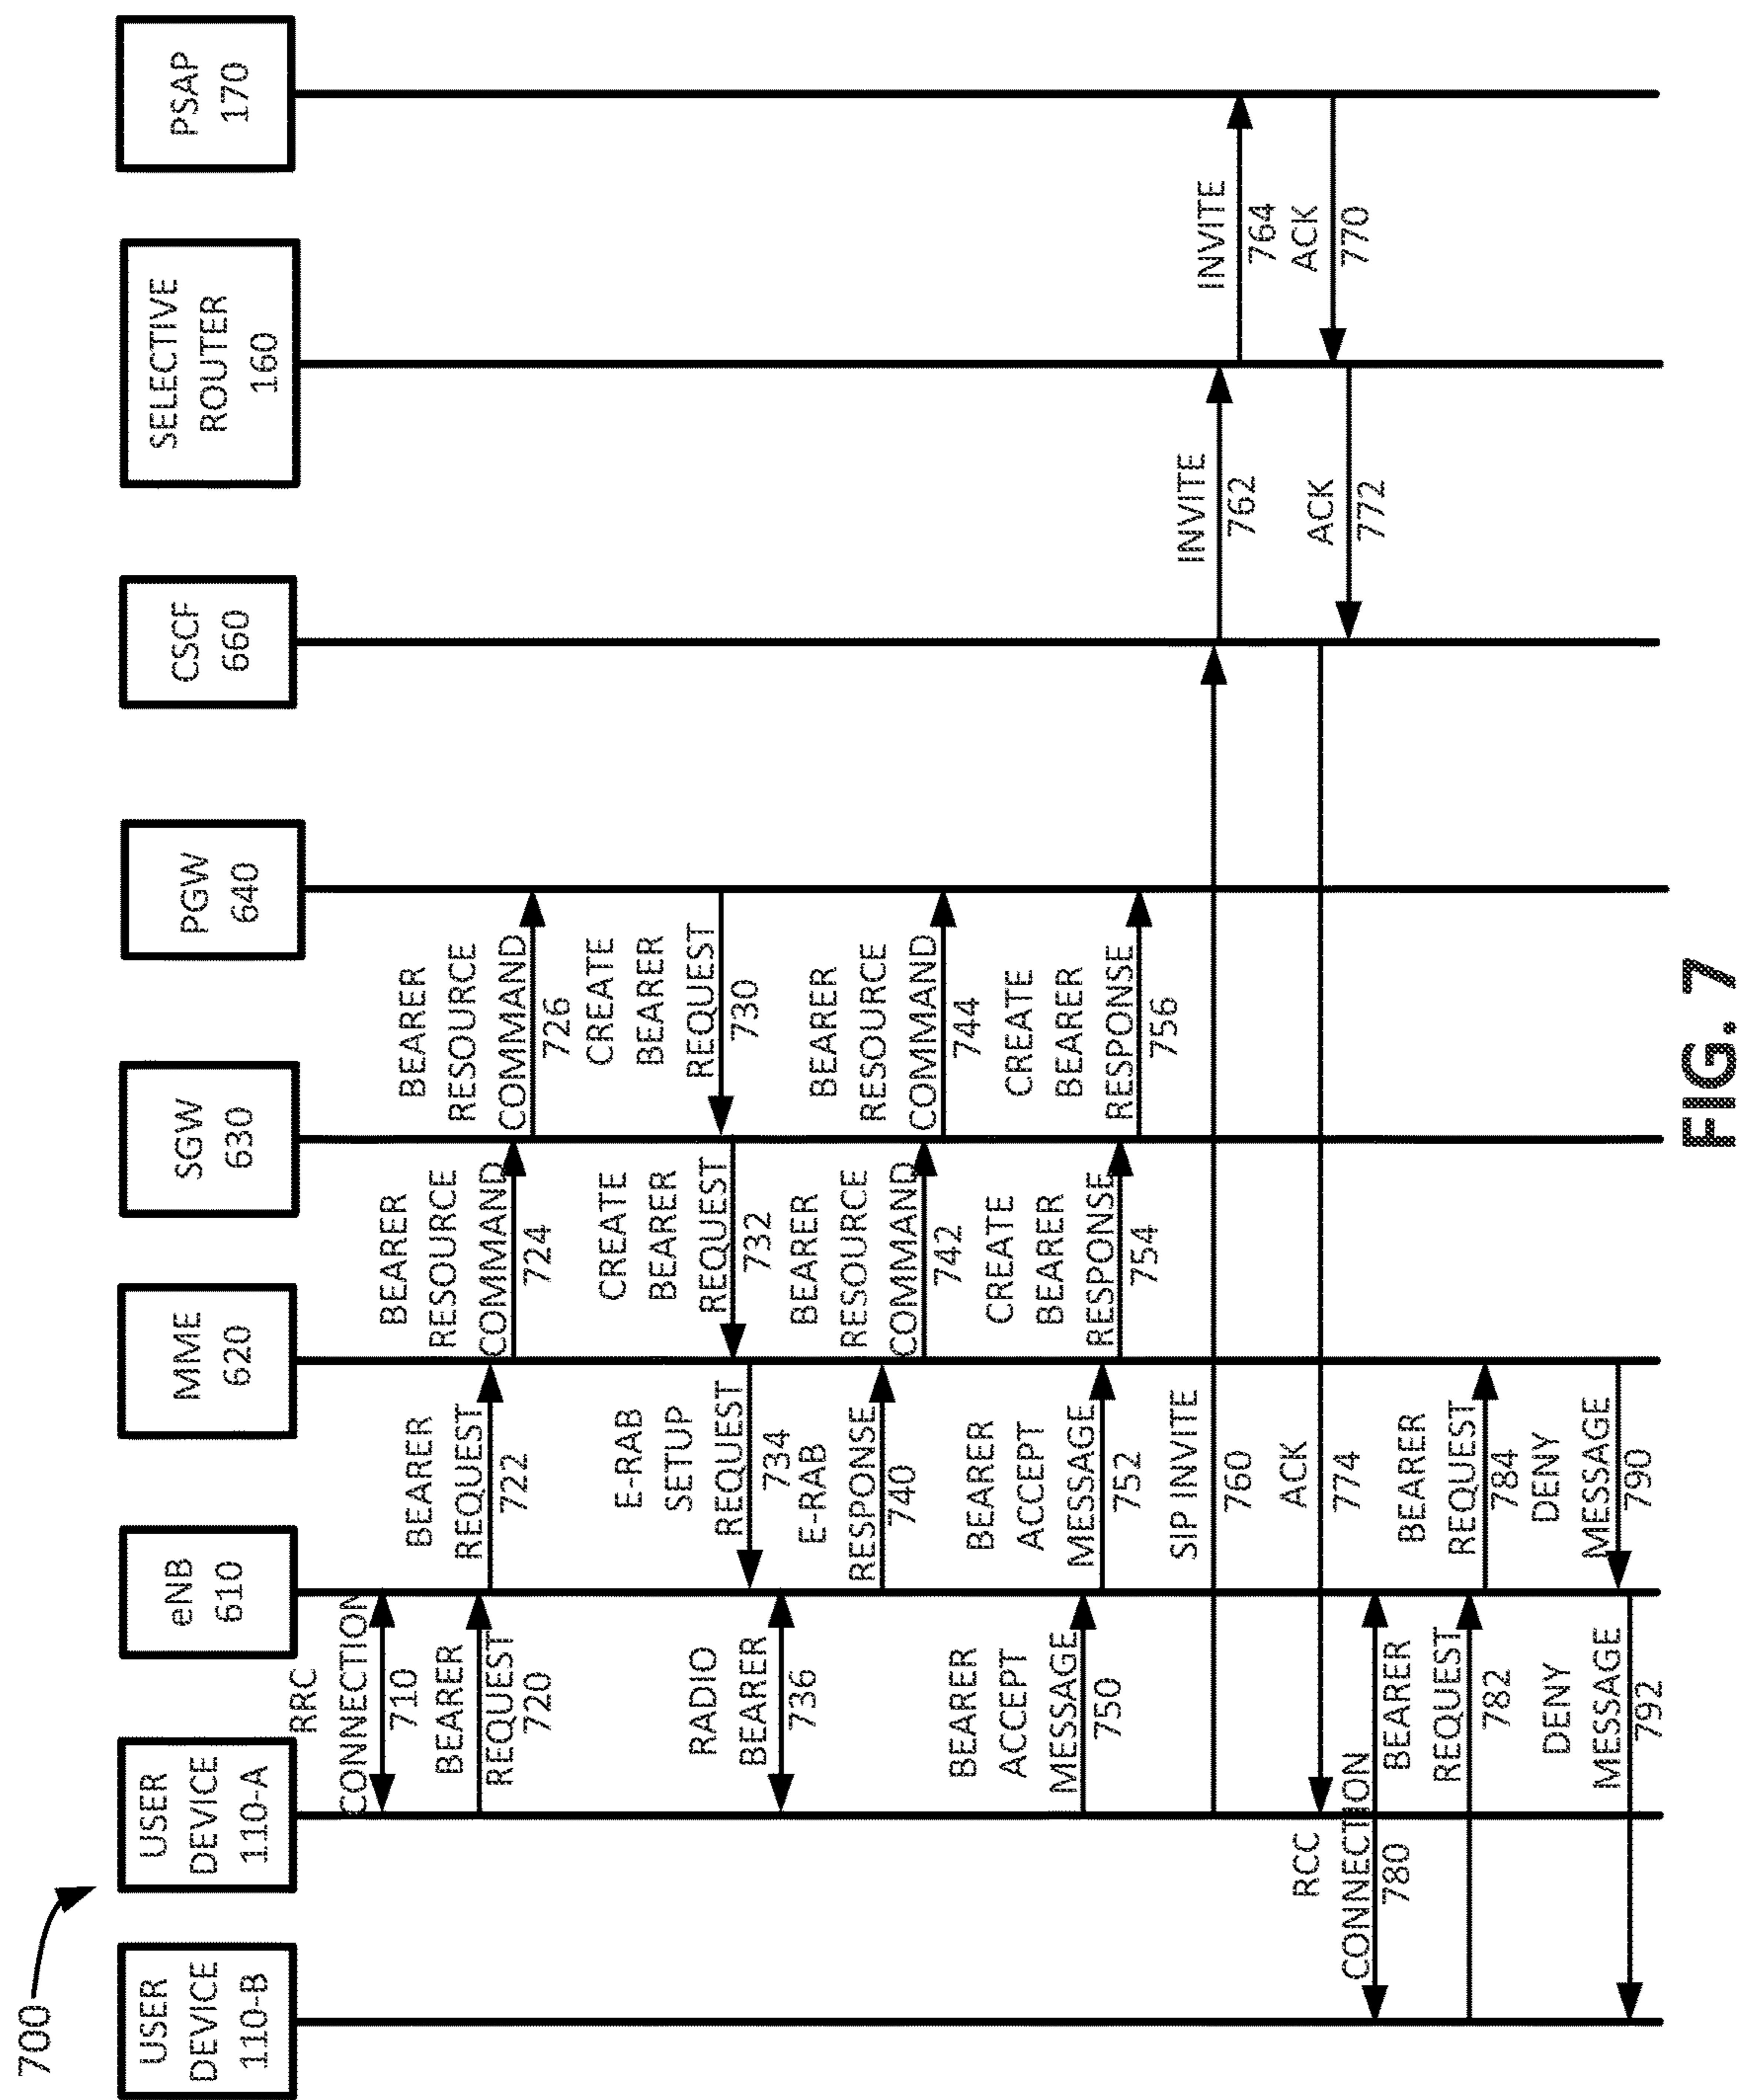 700
USER
DEVICE
110-B
USER
DEVICE
110-A
eNB
610
MME
620
SGW
630
PGW
640
CSCF
660
SELECTIVE
ROUTER
160
PSAP
170
RRC
CONNECTION
710
BEARER
REQUEST
720
BEARER
REQUEST
722
BEARER
RESOURCE
COMMAND
724
BEARER
RESOURCE
COMMAND
726
CREATE
BEARER
REQUEST
730
CREATE
BEARER
REQUEST
732
E-RAB
SETUP
REQUEST
734
RADIO
BEARER
736
E-RAB
RESPONSE
740
BEARER
RESOURCE
COMMAND
742
BEARER
RESOURCE
COMMAND
744
BEARER
ACCEPT
MESSAGE
750
BEARER
ACCEPT
MESSAGE
752
CREATE
BEARER
RESPONSE
754
CREATE
BEARER
RESPONSE
756
SIP INVITE
760
INVITE
762
INVITE
764
ACK
770
ACK
772
ACK
774
RCC
CONNECTION
780
BEARER
REQUEST
782
BEARER
REQUEST
784
DENY
MESSAGE
790
DENY
MESSAGE
792
FIG. 7